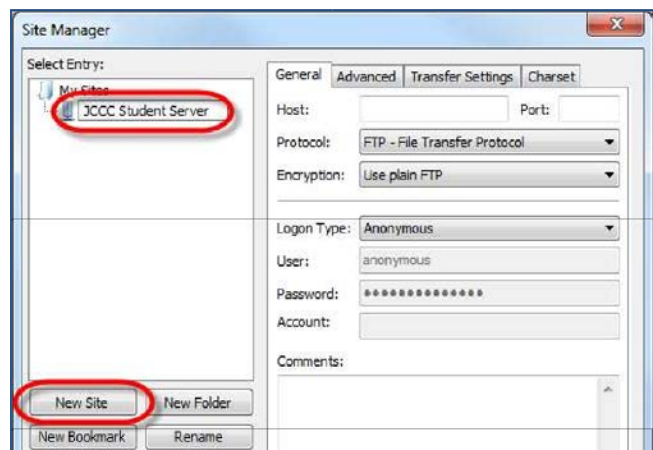 Site Manager
Select Entry:
My Sites
JCCC Student Server
New Site
New Folder
New Bookmark
Rename
General
Advanced
Transfer Settings
Charset
Host:
Port:
Protocol:
FTP - File Transfer Protocol
Encryption:
Use plain FTP
Logon Type:
Anonymous
User:
anonymous
Password:
●●●●●●●●●●●●●●
Account:
Comments: